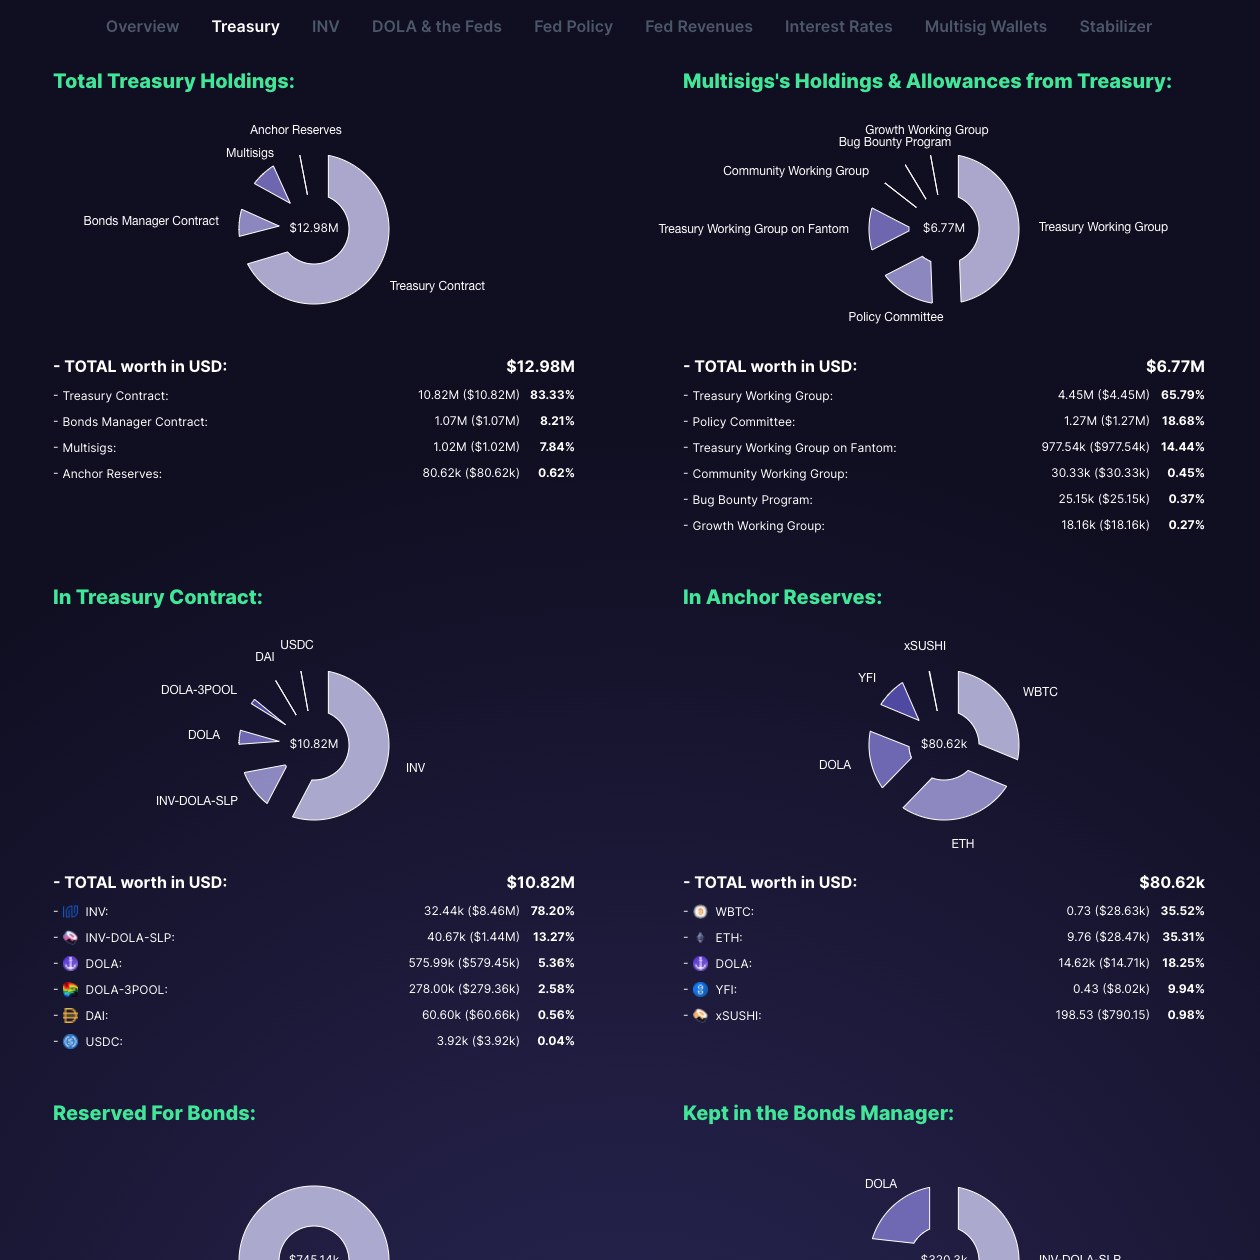 Overview Treasury INV DOLA & the Feds Fed Policy Fed Revenues Interest Rates Multisig Wallets Stabilizer
Total Treasury Holdings:
Anchor Reserves
Multisigs
Bonds Manager Contract
$12.98M
Treasury Contract
- TOTAL worth in USD: $12.98M
- Treasury Contract: 10.82M ($10.82M) 83.33%
- Bonds Manager Contract: 1.07M ($1.07M) 8.21%
- Multisigs: 1.02M ($1.02M) 7.84%
- Anchor Reserves: 80.62k ($80.62k) 0.62%
Multisigs's Holdings & Allowances from Treasury:
Growth Working Group
Bug Bounty Program
Community Working Group
Treasury Working Group on Fantom
$6.77M
Treasury Working Group
Policy Committee
- TOTAL worth in USD: $6.77M
- Treasury Working Group: 4.45M ($4.45M) 65.79%
- Policy Committee: 1.27M ($1.27M) 18.68%
- Treasury Working Group on Fantom: 977.54k ($977.54k) 14.44%
- Community Working Group: 30.33k ($30.33k) 0.45%
- Bug Bounty Program: 25.15k ($25.15k) 0.37%
- Growth Working Group: 18.16k ($18.16k) 0.27%
In Treasury Contract:
USDC
DAI
DOLA-3POOL
DOLA
$10.82M
INV
INV-DOLA-SLP
- TOTAL worth in USD: $10.82M
- INV: 32.44k ($8.46M) 78.20%
- INV-DOLA-SLP: 40.67k ($1.44M) 13.27%
- DOLA: 575.99k ($579.45k) 5.36%
- DOLA-3POOL: 278.00k ($279.36k) 2.58%
- DAI: 60.60k ($60.66k) 0.56%
- USDC: 3.92k ($3.92k) 0.04%
In Anchor Reserves:
xSUSHI
YFI
WBTC
$80.62k
DOLA
ETH
- TOTAL worth in USD: $80.62k
- WBTC: 0.73 ($28.63k) 35.52%
- ETH: 9.76 ($28.47k) 35.31%
- DOLA: 14.62k ($14.71k) 18.25%
- YFI: 0.43 ($8.02k) 9.94%
- xSUSHI: 198.53 ($790.15) 0.98%
Reserved For Bonds:
$745.14k
Kept in the Bonds Manager:
DOLA
$320.3k
INV-DOLA-SLP